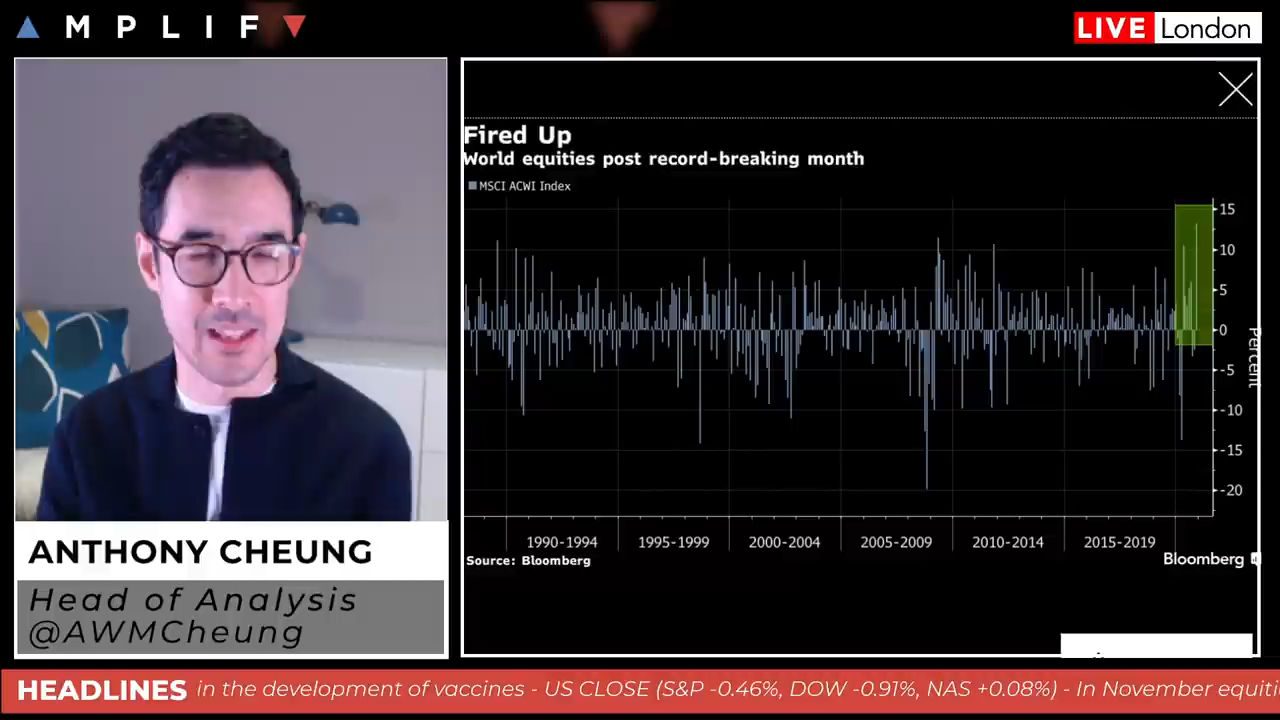 AMPLIFY
LIVE London
Fired Up
World equities post record-breaking month
MSCI ACWI Index
15
10
5
0
-5
-10
-15
-20
Percent
1990-1994 1995-1999 2000-2004 2005-2009 2010-2014 2015-2019
Source: Bloomberg
Bloomberg
ANTHONY CHEUNG
Head of Analysis
@AWMCheung
HEADLINES in the development of vaccines - US CLOSE (S&P -0.46%, DOW -0.91%, NAS +0.08%) - In November equiti